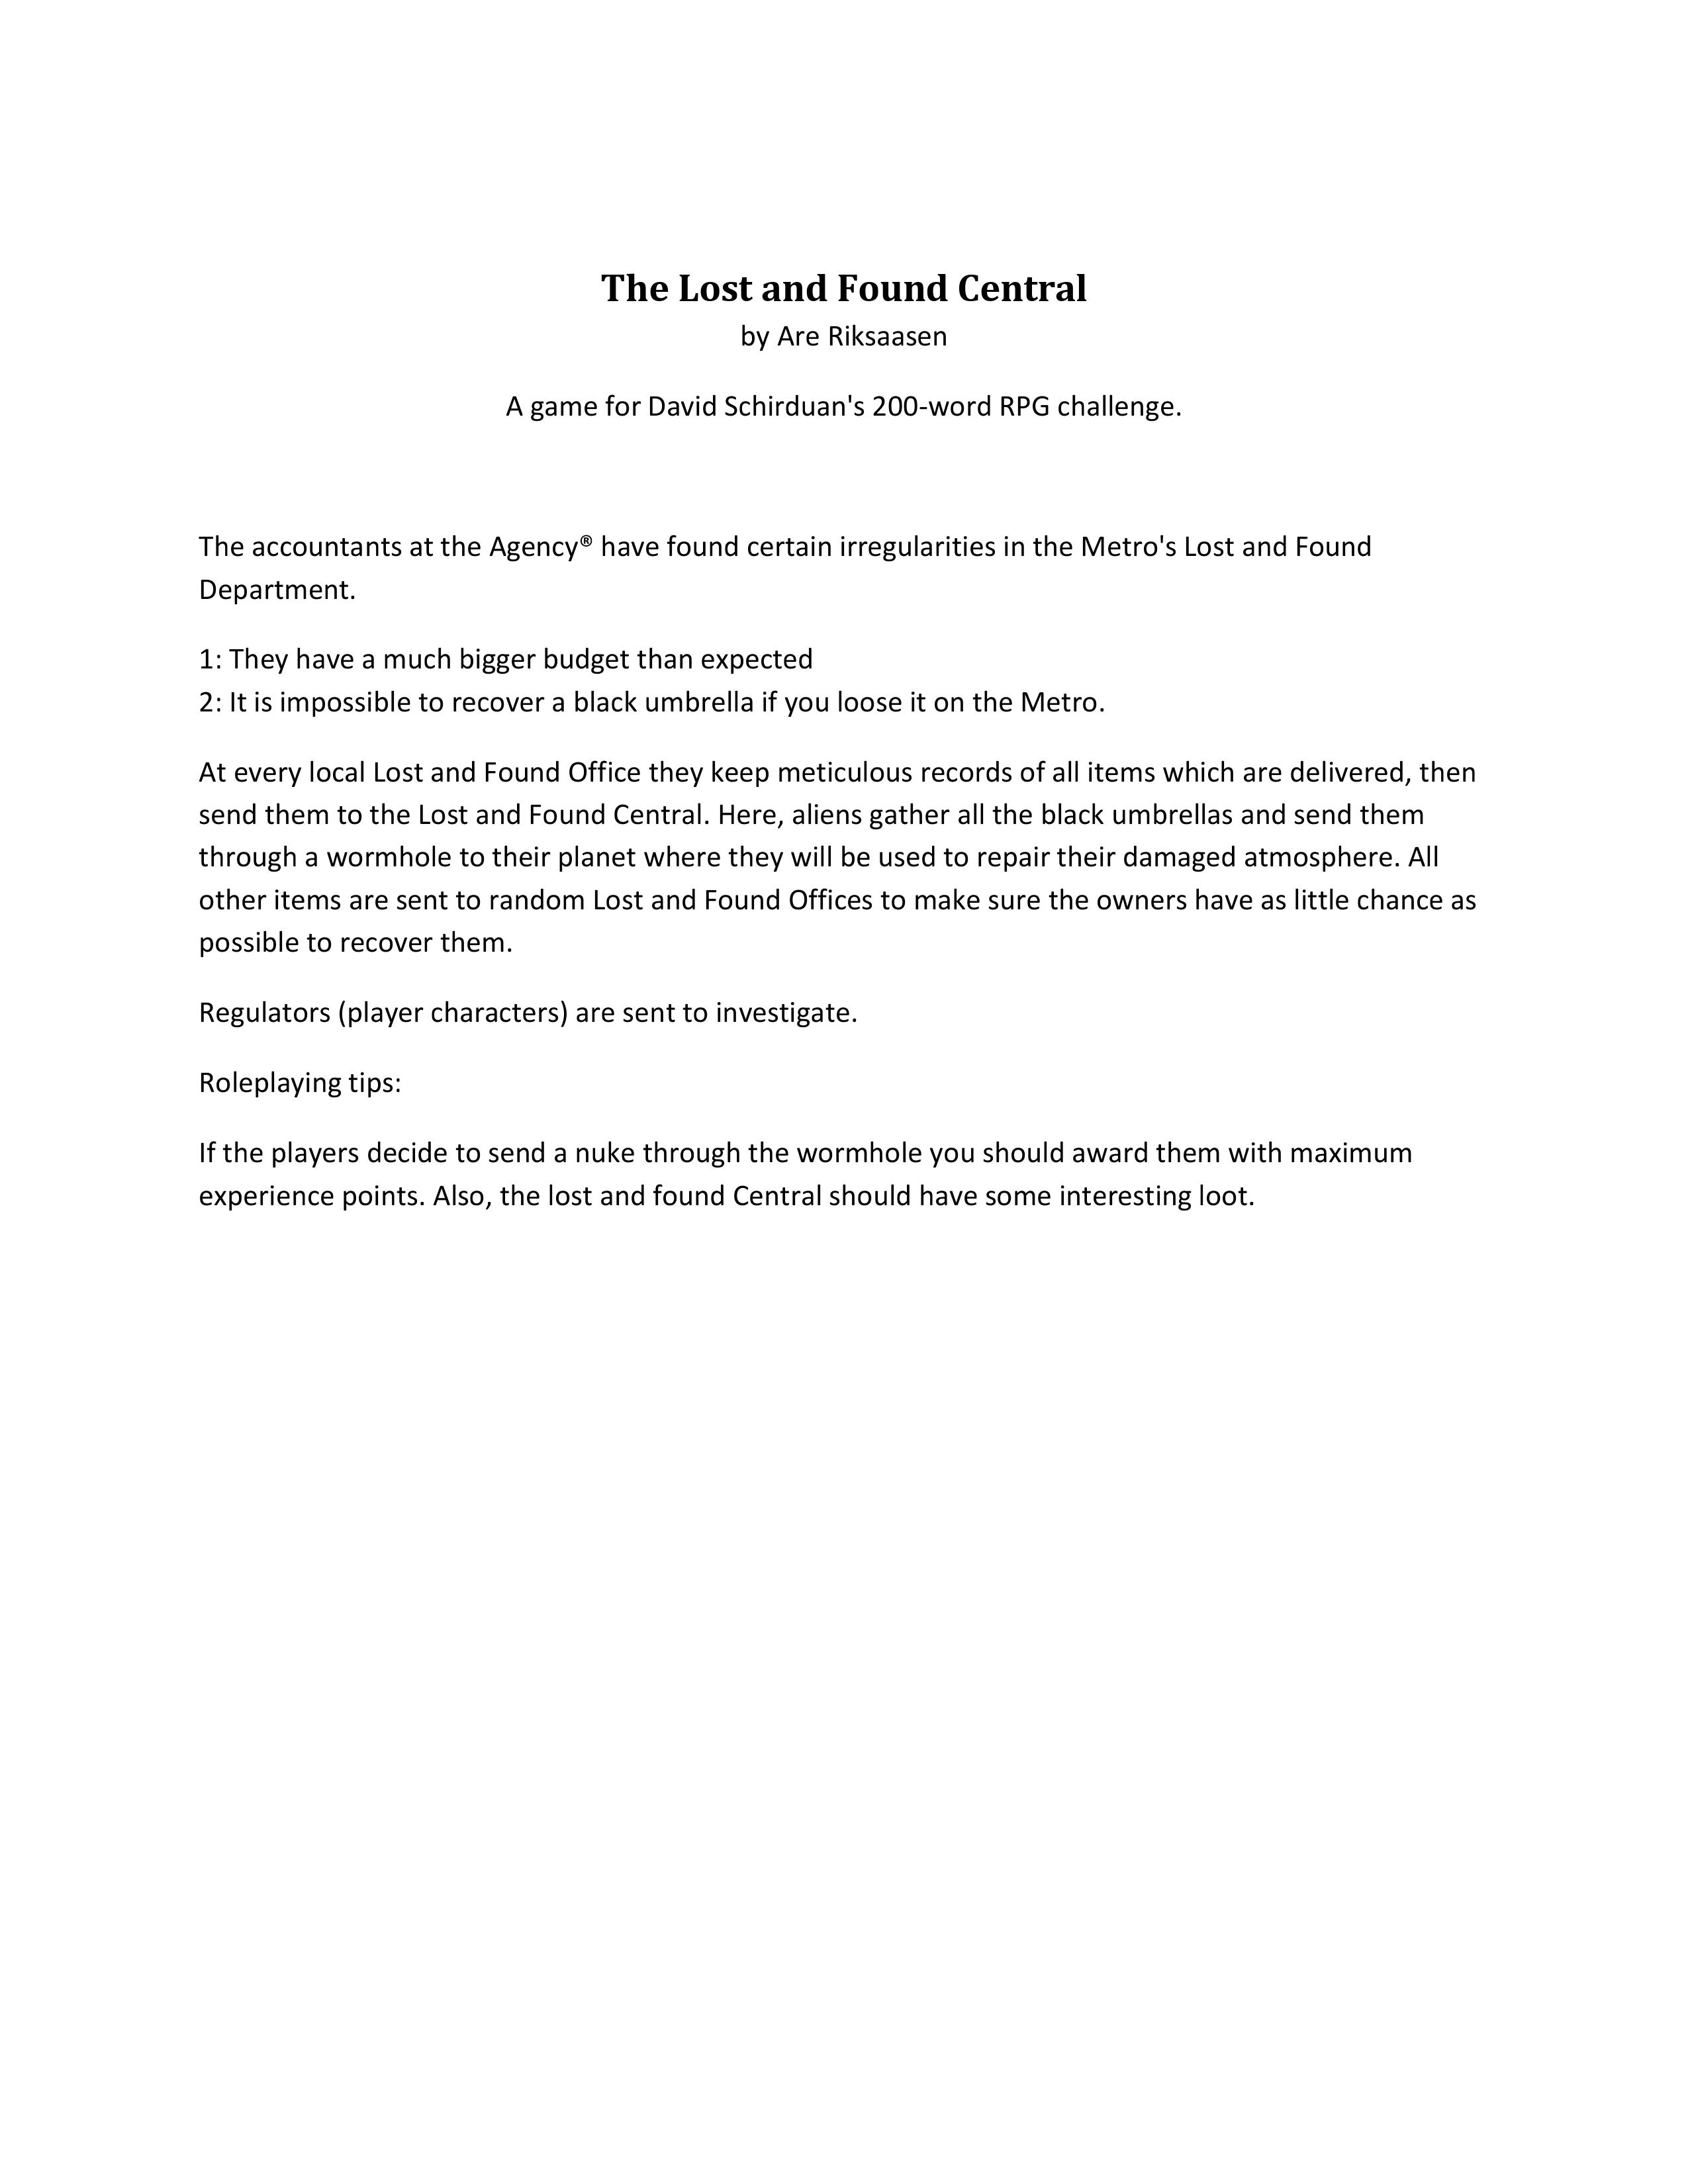 The Lost and Found Central
by Are Riksaasen
A game for David Schirduan's 200-word RPG challenge.
The accountants at the Agency® have found certain irregularities in the Metro's Lost and Found
Department.
1: They have a much bigger budget than expected
2: It is impossible to recover a black umbrella if you loose it on the Metro.
At every local Lost and Found Office they keep meticulous records of all items which are delivered, then
send them to the Lost and Found Central. Here, aliens gather all the black umbrellas and send them
through a wormhole to their planet where they will be used to repair their damaged atmosphere. All
other items are sent to random Lost and Found Offices to make sure the owners have as little chance as
possible to recover them.
Regulators (player characters) are sent to investigate.
Roleplaying tips:
If the players decide to send a nuke through the wormhole you should award them with maximum
experience points. Also, the lost and found Central should have some interesting loot.